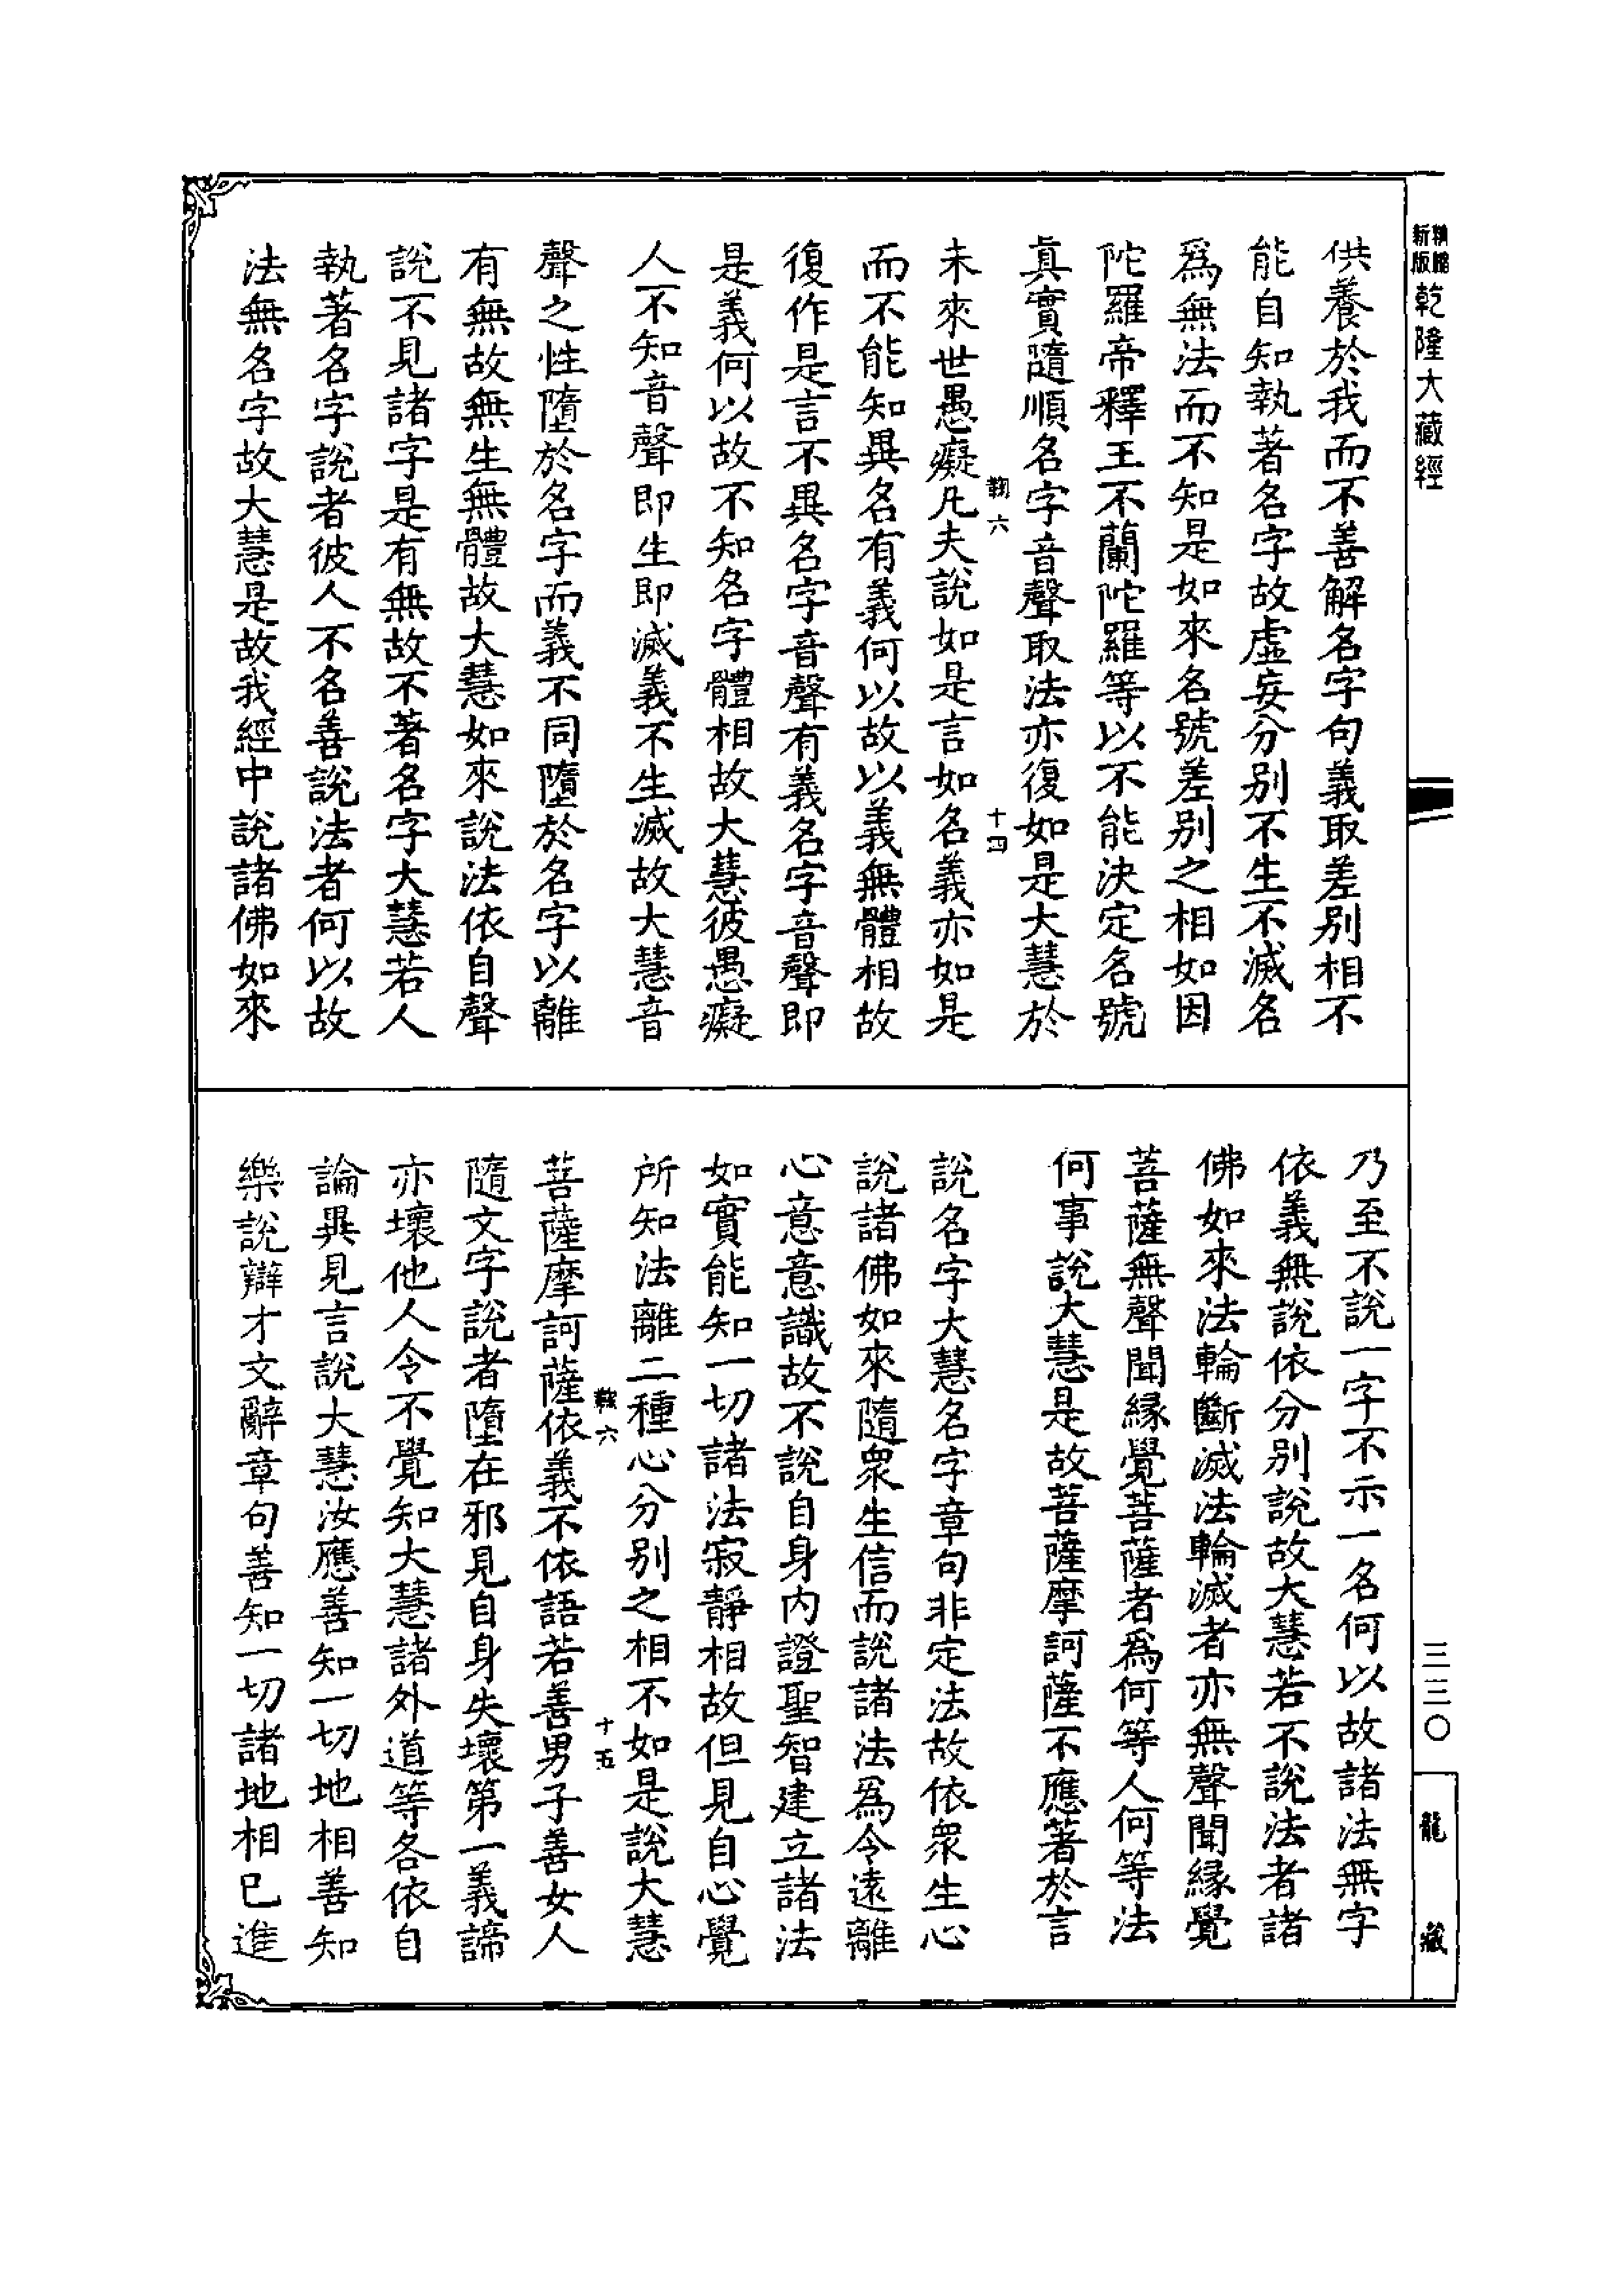 精縮
新版
乾隆大藏經
供養於我而不善解名字句義取差别相不
能自知執著名字故虚妄分别不生不滅名
爲無法而不知是如來名號差别之相如因
陀羅帝釋王不蘭陀羅等以不能決定名號
真實隨順名字音聲取法亦復如是大慧於
鞠六
十四
未來世愚癡凡夫說如是言如名義亦如是
而不能知異名有義何以故以義無體相故
復作是言不異名字音聲有義名字音聲即
是義何以故不知名字體相故大慧彼愚癡
人不知音聲即生即滅義不生滅故大慧音
聲之性墮於名字而義不同墮於名字以離
有無故無生無體故大慧如來說法依自聲
說不見諸字是有無故不著名字大慧若人
執著名字說者彼人不名善說法者何以故
法無名字故大慧是故我經中說諸佛如來
乃至不說一字不示一名何以故諸法無字
依義無說依分别說故大慧若不說法者諸
佛如來法輪斷滅法輪滅者亦無聲聞緣覺
菩薩無聲聞緣覺菩薩者爲何等人何等法
何事說大慧是故菩薩摩訶薩不應著於言
說名字大慧名字章句非定法故依衆生心
說諸佛如來隨衆生信而說諸法爲令遠離
心意意識故不說自身内證聖智建立諸法
如實能知一切諸法寂靜相故但見自心覺
所知法離二種心分别之相不如是說大慧
鞠六
十五
菩薩摩訶薩依義不依語若善男子善女人
隨文字說者墮在邪見自身失壞第一義諦
亦壞他人令不覺知大慧諸外道等各依自
論異見言說大慧汝應善知一切地相善知
樂說辯才文辭章句善知一切諸地相已進
三三〇
龍藏